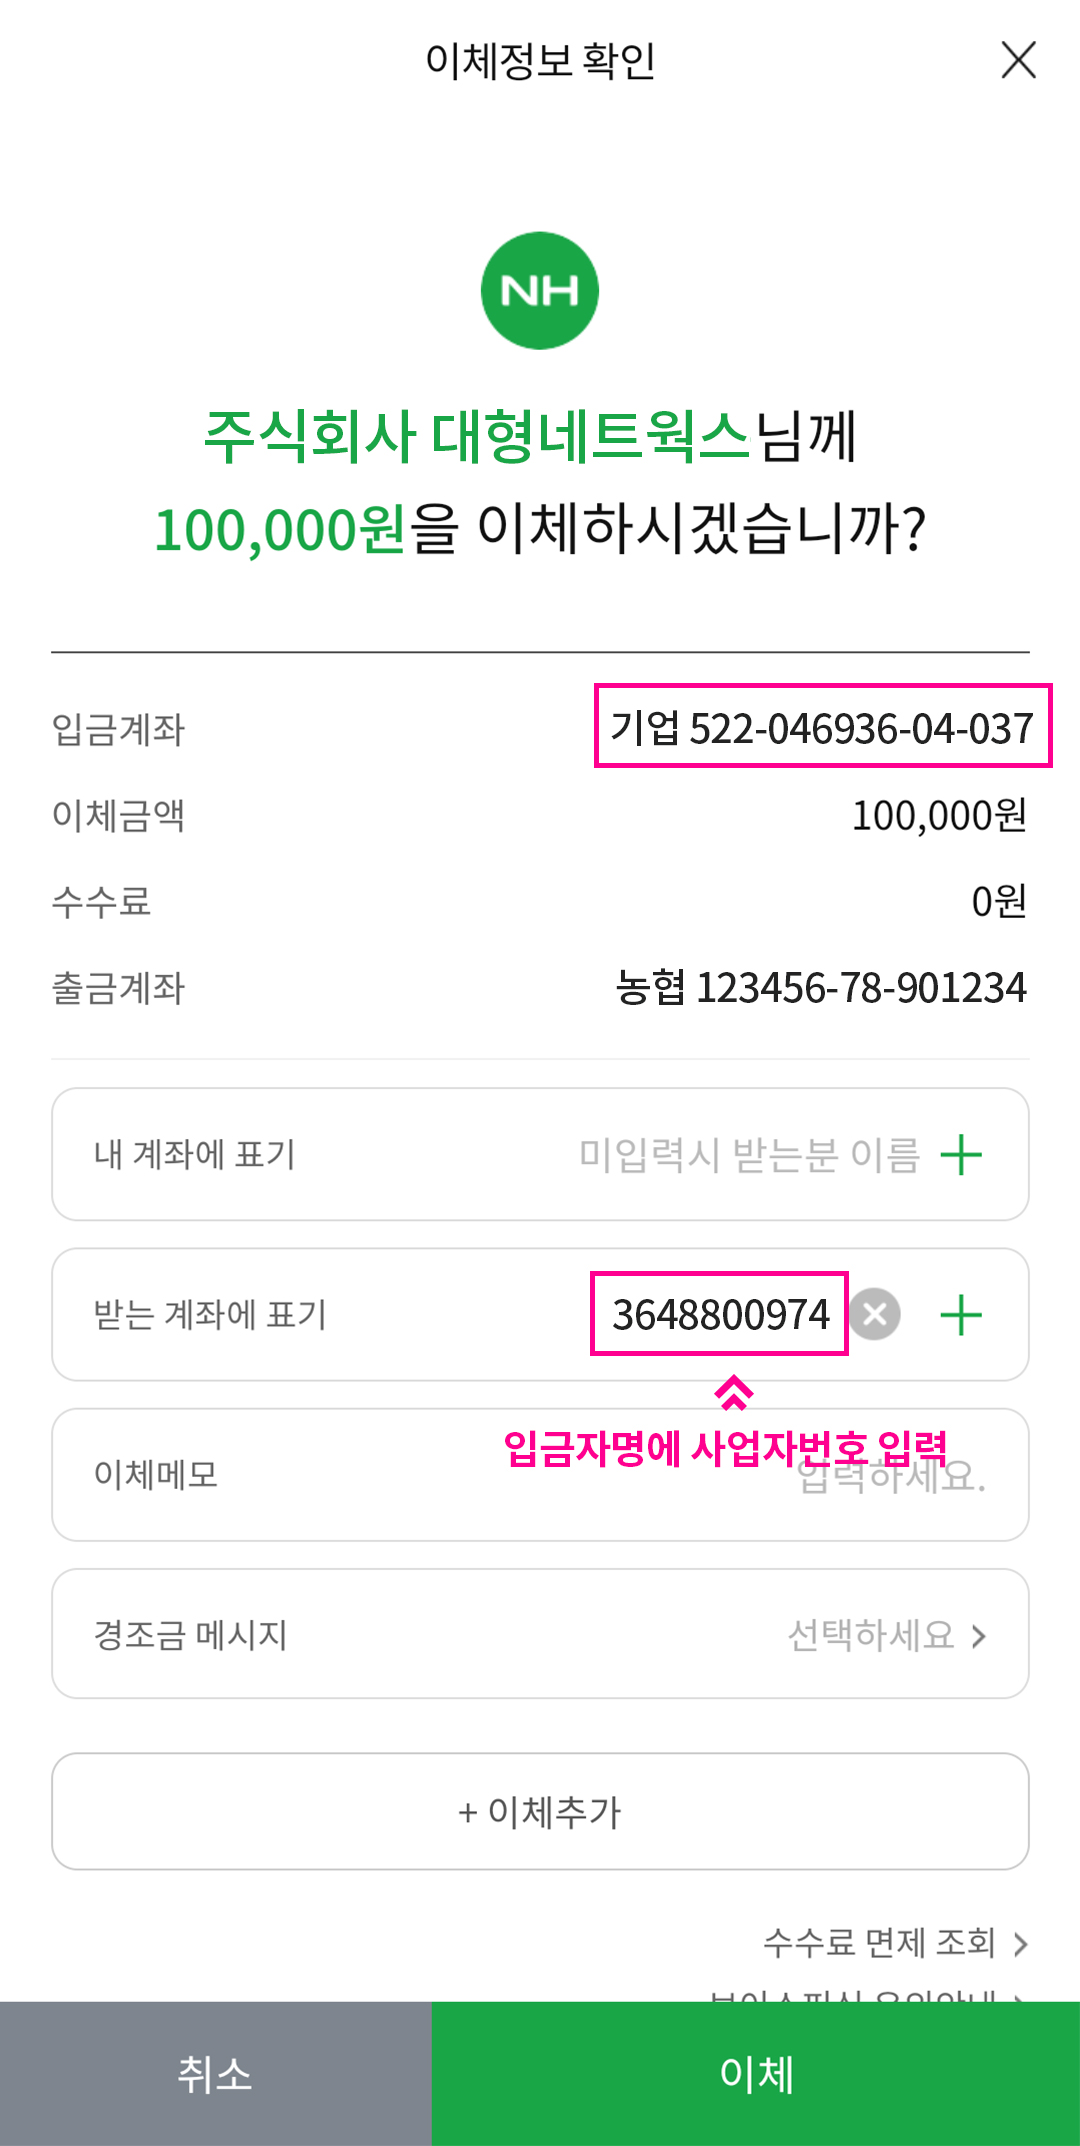 이체정보 확인
NH
주식회사 대형네트웍스님께
100,000원을 이체하시겠습니까?
입금계좌 기업 522-046936-04-037
이체금액 100,000원
수수료 0원
출금계좌 농협 123456-78-901234
내 계좌에 표기 미입력시 받는분 이름
받는 계좌에 표기 3648800974
입금자명에 사업자번호 입력
이체메모 입력하세요.
경조금 메시지 선택하세요
+ 이체추가
수수료 면제 조회
취소 이체